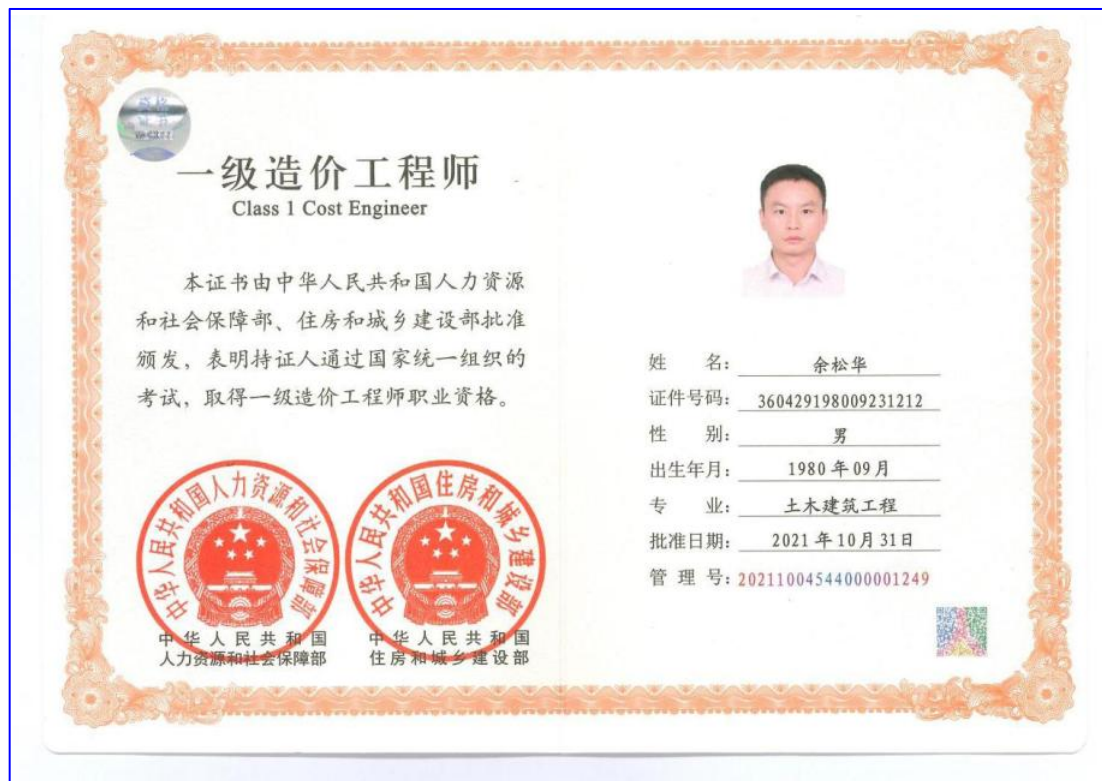 资格
证书
一级造价工程师
Class 1 Cost Engineer
本证书由中华人民共和国人力资源
和社会保障部、住房和城乡建设部批准
颁发，表明持证人通过国家统一组织的
考试，取得一级造价工程师职业资格。
中华人民共和国人力资源和社会保障部
中华人民共和国
人力资源和社会保障部
中华人民共和国住房和城乡建设部
中华人民共和国
住房和城乡建设部
姓 名： 余松华
证件号码： 360429198009231212
性 别： 男
出生年月： 1980年09月
专 业： 土木建筑工程
批准日期： 2021年10月31日
管 理 号：20211004544000001249